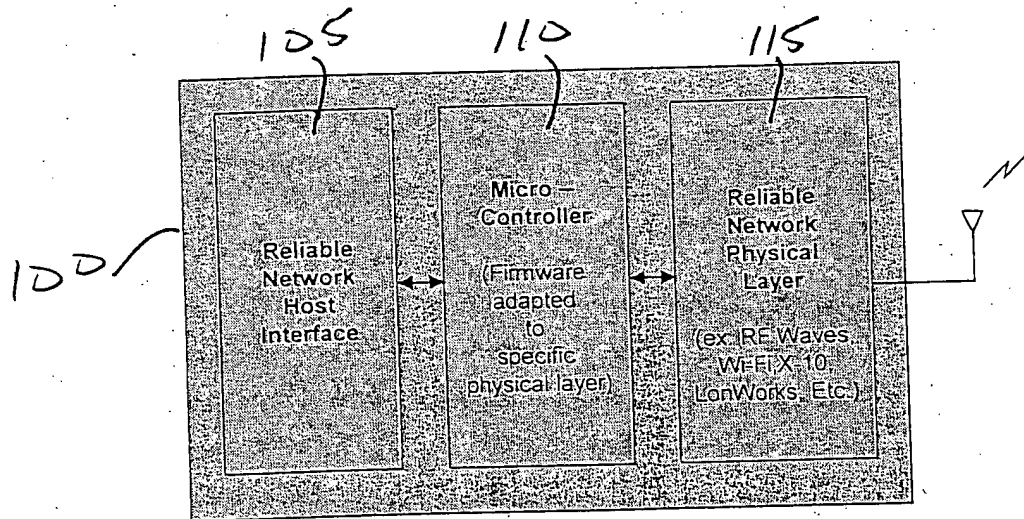 105
110
115
100
Reliable
Network
Host
Interface
Micro –
Controller
(Firmware
adapted
to
specific
physical layer)
Reliable
Network
Physical
Layer
(ex. RF Waves,
Wi-Fi X-10,
LonWorks, Etc.)